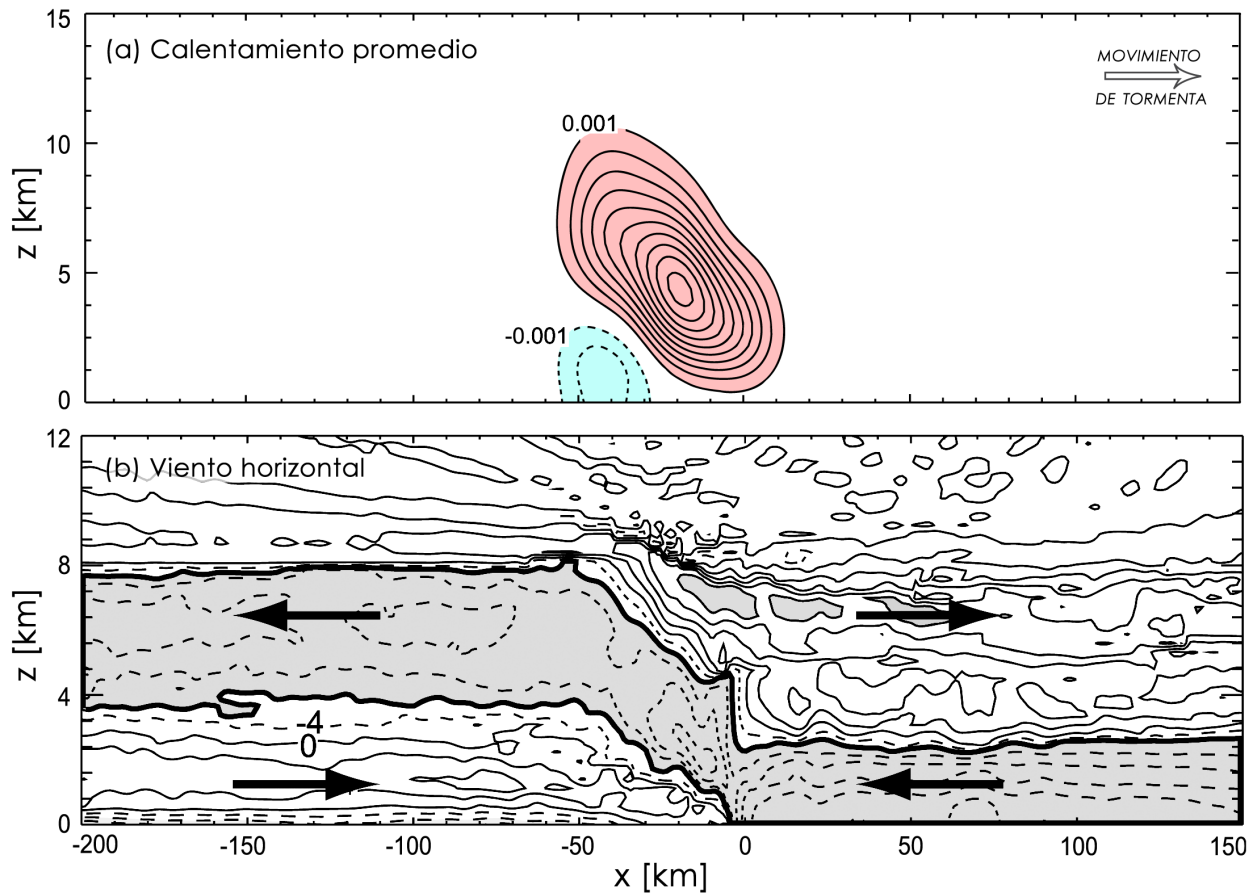 15
(a) Calentamiento promedio
MOVIMIENTO
DE TORMENTA
10
0.001
z [km]
5
-0.001
0
12
(b) Viento horizontal
8
z [km]
4
-4
0
0
-200 -150 -100 -50 0 50 100 150
x [km]